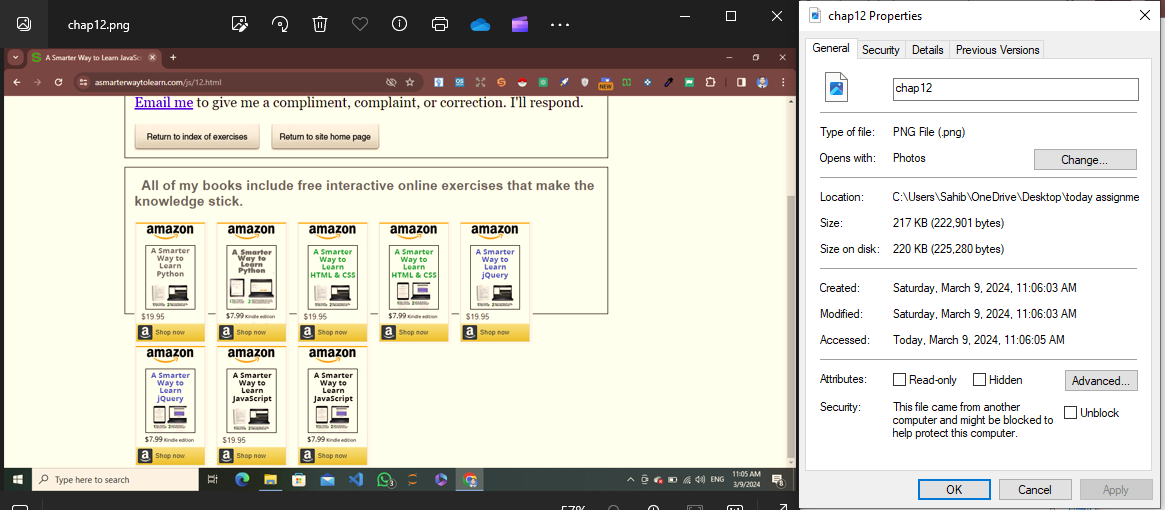 chap12.png
A Smarter Way to Learn JavaSc
asmarterwaytolearn.com/js/12.html
NEW
Email me to give me a compliment, complaint, or correction. I'll respond.
Return to index of exercises
Return to site home page
All of my books include free interactive online exercises that make the
knowledge stick.
amazon
A Smarter
Way to
Learn
Python
$19.95
Shop now
amazon
A Smarter
Way to
Learn
Python
$7.99 Kindle edition
Shop now
amazon
A Smarter
Way to
Learn
HTML & CSS
$19.95
Shop now
amazon
A Smarter
Way to
Learn
HTML & CSS
$7.99 Kindle edition
Shop now
amazon
A Smarter
Way to
Learn
jQuery
$19.95
Shop now
amazon
A Smarter
Way to
Learn
jQuery
$7.99 Kindle edition
Shop now
amazon
A Smarter
Way to
Learn
JavaScript
$19.95
Shop now
amazon
A Smarter
Way to
Learn
JavaScript
$7.99 Kindle edition
Shop now
Type here to search
ENG
11:05 AM
3/9/2024
57%
chap12 Properties
General Security Details Previous Versions
chap12
Type of file: PNG File (.png)
Opens with: Photos Change...
Location: C:\Users\Sahib\OneDrive\Desktop\today assignme
Size: 217 KB (222,901 bytes)
Size on disk: 220 KB (225,280 bytes)
Created: Saturday, March 9, 2024, 11:06:03 AM
Modified: Saturday, March 9, 2024, 11:06:03 AM
Accessed: Today, March 9, 2024, 11:06:05 AM
Attributes: Read-only Hidden Advanced...
Security: This file came from another
computer and might be blocked to
help protect this computer.
Unblock
OK Cancel Apply